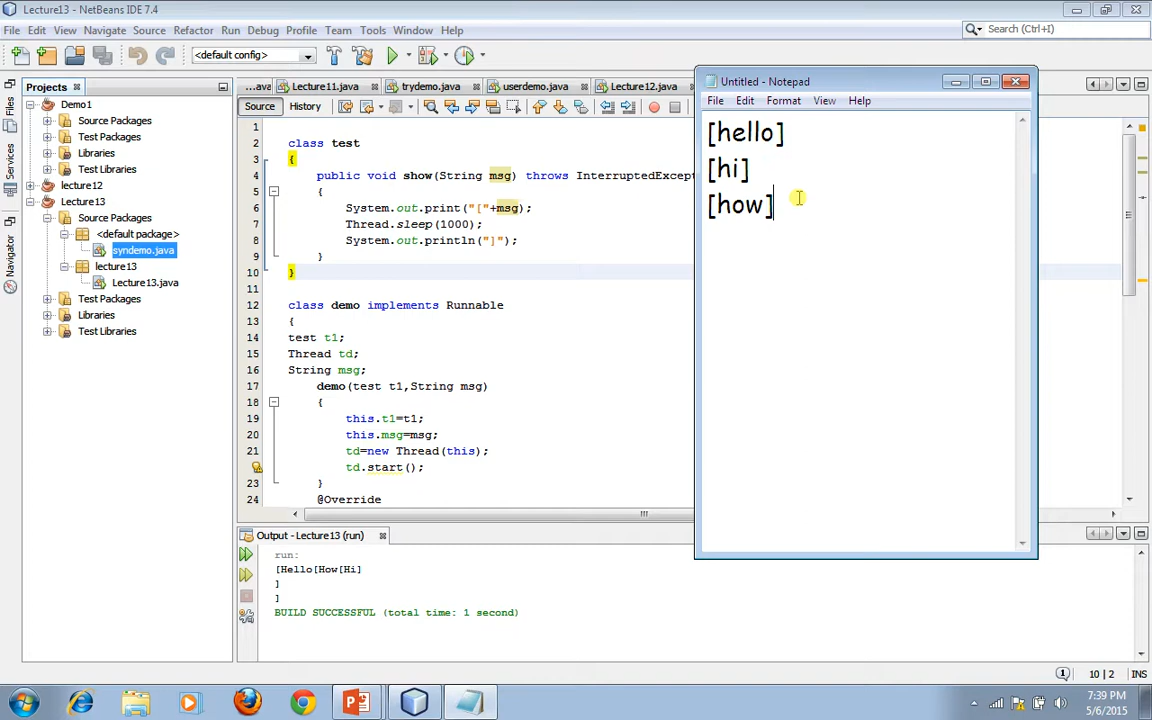 Lecture13 - NetBeans IDE 7.4
File Edit View Navigate Source Refactor Run Debug Profile Team Tools Window Help
Search (Ctrl+I)
<default config>
Projects
...ava Lecture11.java trydemo.java userdemo.java Lecture12.java
Source History
Files
Services
Navigator
Demo1
Source Packages
Test Packages
Libraries
Test Libraries
lecture12
Lecture13
Source Packages
<default package>
syndemo.java
lecture13
Lecture13.java
Test Packages
Libraries
Test Libraries
1
2 class test
3 {
4 public void show(String msg) throws InterruptedExcept
5 {
6 System.out.print("["+msg);
7 Thread.sleep(1000);
8 System.out.println("]");
9 }
10 }
11
12 class demo implements Runnable
13 {
14 test t1;
15 Thread td;
16 String msg;
17 demo(test t1,String msg)
18 {
19 this.t1=t1;
20 this.msg=msg;
21 td=new Thread(this);
22 td.start();
23 }
24 @Override
Untitled - Notepad
File Edit Format View Help
[hello]
[hi]
[how]
Output - Lecture13 (run)
run:
[Hello[How[Hi]
]
]
BUILD SUCCESSFUL (total time: 1 second)
1 10 | 2 INS
7:39 PM
5/6/2015